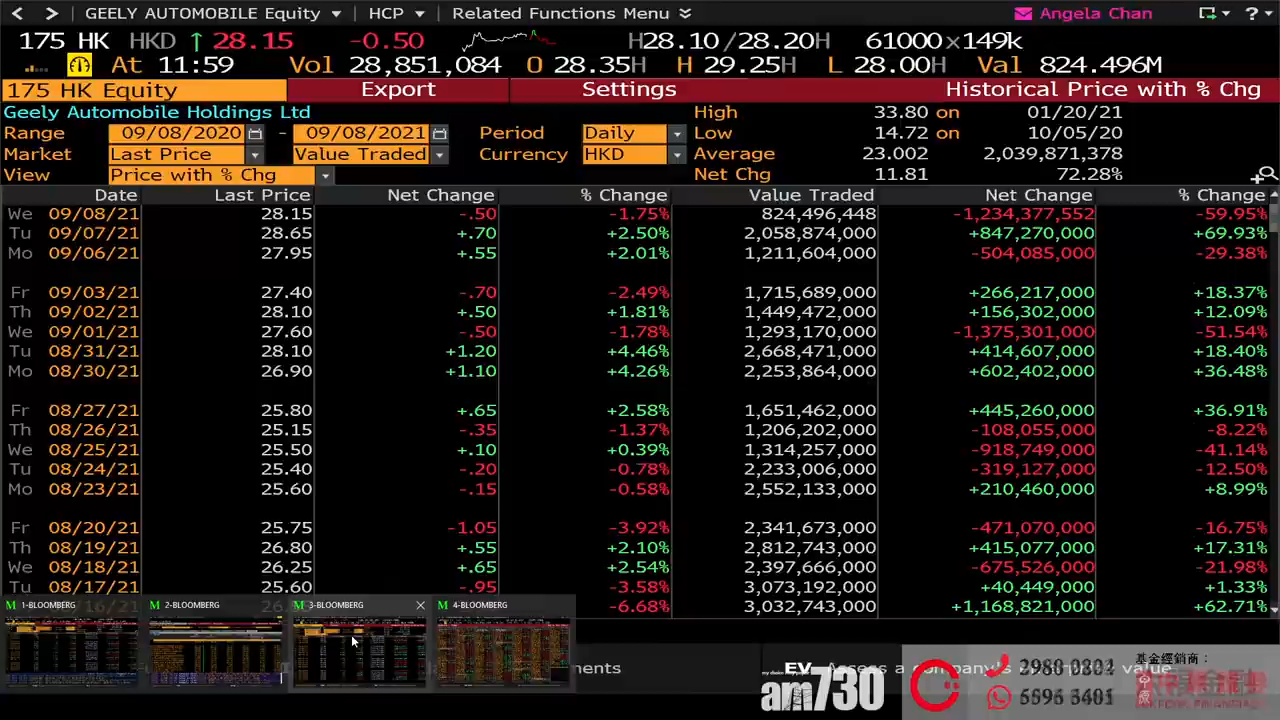 GEELY AUTOMOBILE Equity HCP Related Functions Menu Angela Chan ?
175 HK HKD ↑ 28.15 -0.50 H28.10/28.20H 61000×149k
At 11:59 Vol 28,851,084 O 28.35H H 29.25H L 28.00H Val 824.496M
175 HK Equity Export Settings Historical Price with % Chg
Geely Automobile Holdings Ltd High 33.80 on 01/20/21
Range 09/08/2020 - 09/08/2021 Period Daily Low 14.72 on 10/05/20
Market Last Price Value Traded Currency HKD Average 23.002 2,039,871,378
View Price with % Chg Net Chg 11.81 72.28%
Date Last Price Net Change % Change Value Traded Net Change % Change
We 09/08/21 28.15 -.50 -1.75% 824,496,448 -1,234,377,552 -59.95%
Tu 09/07/21 28.65 +.70 +2.50% 2,058,874,000 +847,270,000 +69.93%
Mo 09/06/21 27.95 +.55 +2.01% 1,211,604,000 -504,085,000 -29.38%
Fr 09/03/21 27.40 -.70 -2.49% 1,715,689,000 +266,217,000 +18.37%
Th 09/02/21 28.10 +.50 +1.81% 1,449,472,000 +156,302,000 +12.09%
We 09/01/21 27.60 -.50 -1.78% 1,293,170,000 -1,375,301,000 -51.54%
Tu 08/31/21 28.10 +1.20 +4.46% 2,668,471,000 +414,607,000 +18.40%
Mo 08/30/21 26.90 +1.10 +4.26% 2,253,864,000 +602,402,000 +36.48%
Fr 08/27/21 25.80 +.65 +2.58% 1,651,462,000 +445,260,000 +36.91%
Th 08/26/21 25.15 -.35 -1.37% 1,206,202,000 -108,055,000 -8.22%
We 08/25/21 25.50 +.10 +0.39% 1,314,257,000 -918,749,000 -41.14%
Tu 08/24/21 25.40 -.20 -0.78% 2,233,006,000 -319,127,000 -12.50%
Mo 08/23/21 25.60 -.15 -0.58% 2,552,133,000 +210,460,000 +8.99%
Fr 08/20/21 25.75 -1.05 -3.92% 2,341,673,000 -471,070,000 -16.75%
Th 08/19/21 26.80 +.55 +2.10% 2,812,743,000 +415,077,000 +17.31%
We 08/18/21 26.25 +.65 +2.54% 2,397,666,000 -675,526,000 -21.98%
Tu 08/17/21 25.60 -.95 -3.58% 3,073,192,000 +40,449,000 +1.33%
-6.68% 3,032,743,000 +1,168,821,000 +62.71%
1-BLOOMBERG 2-BLOOMBERG 3-BLOOMBERG 4-BLOOMBERG
EV Assess a company's value
am730
基金經銷商：